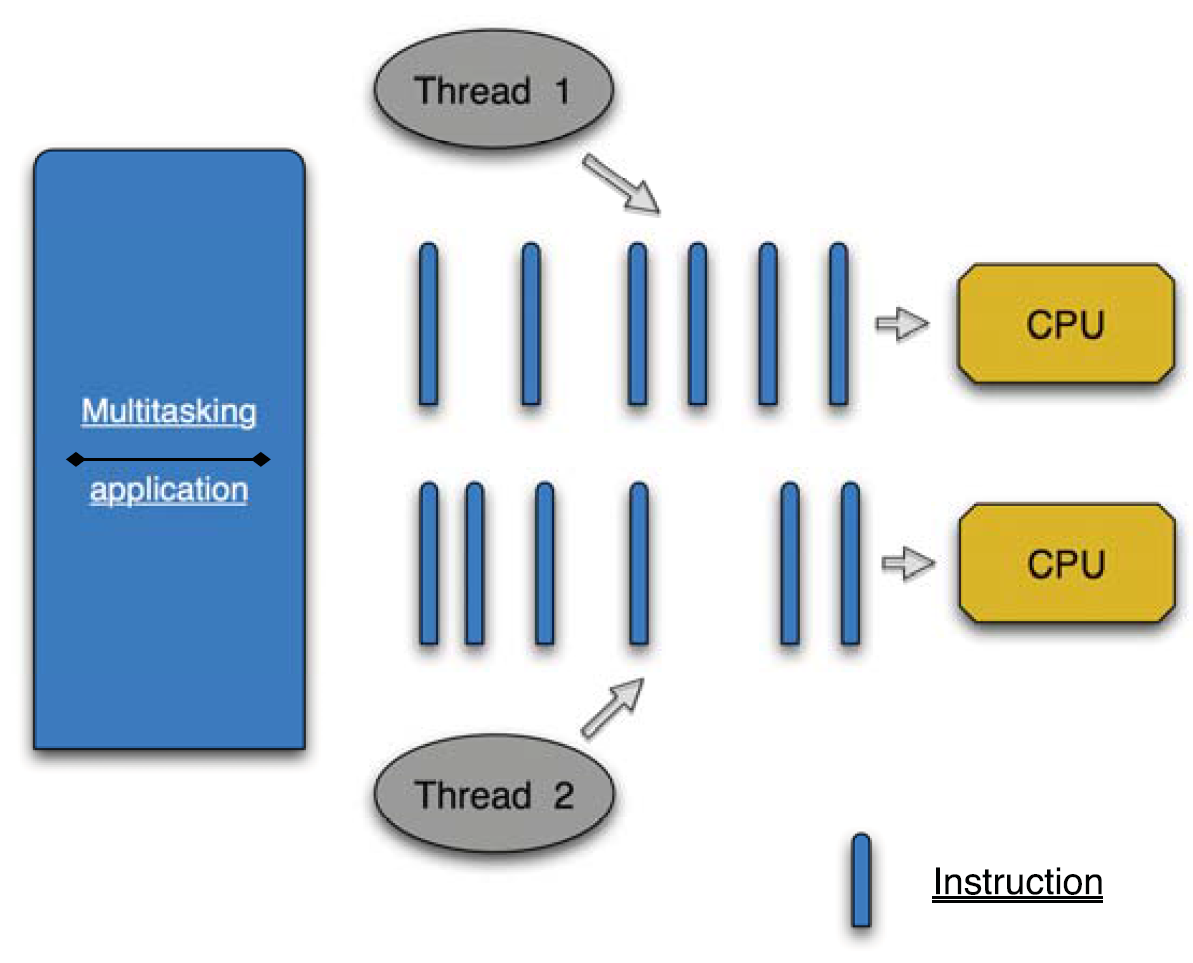 Thread 1
Multitasking
application
CPU
CPU
Thread 2
Instruction